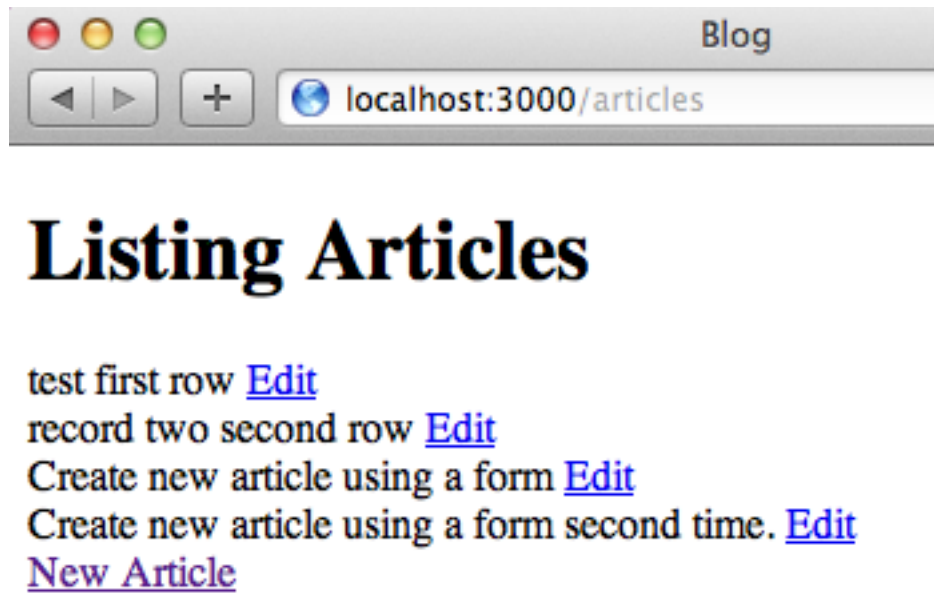 Blog
localhost:3000/articles
Listing Articles
test first row Edit
record two second row Edit
Create new article using a form Edit
Create new article using a form second time. Edit
New Article